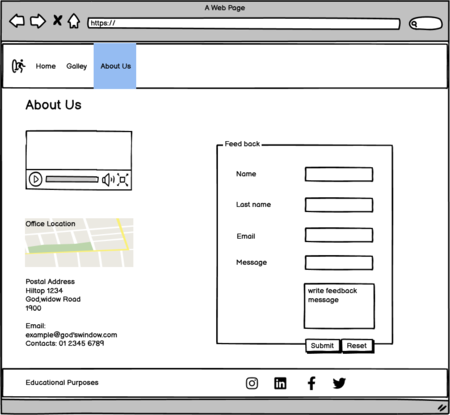 A Web Page
https://
Home
Galley
About Us
About Us
Feed back
Name
Last name
Email
Message
write feedback
message
Submit
Reset
Office Location
Postal Address
Hiltop 1234
God,widow Road
1900
Email:
example@god'swindow.com
Contacts: 01 2345 6789
Educational Purposes